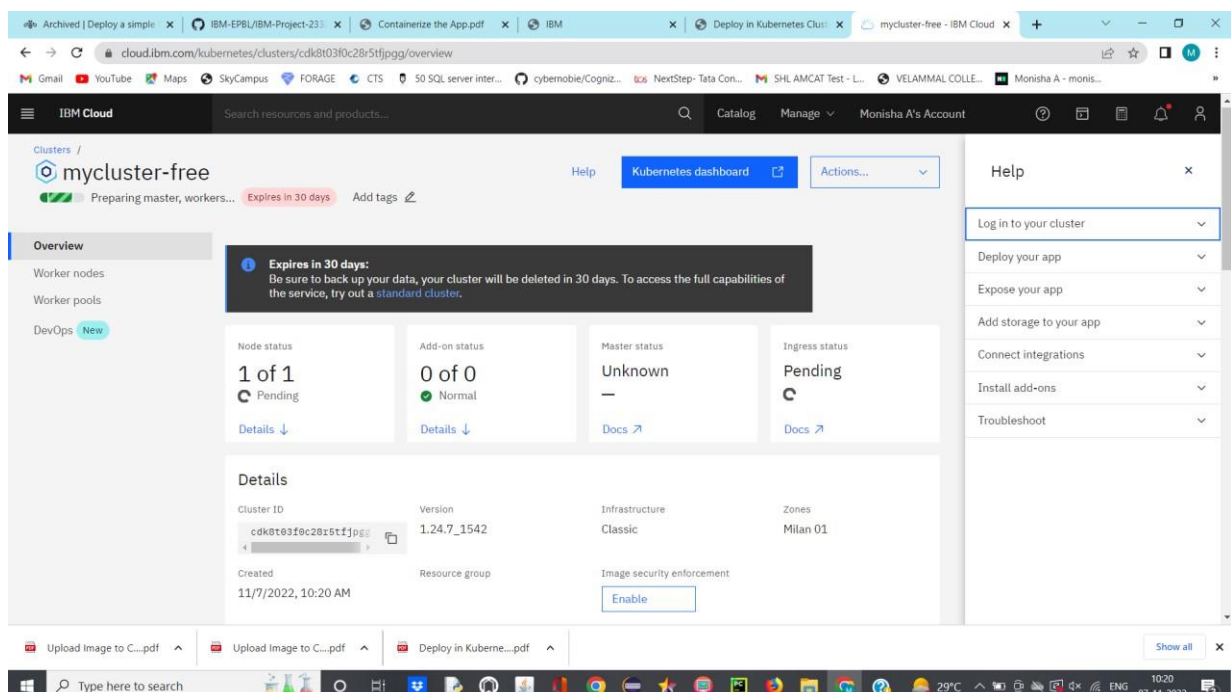 Archived | Deploy a simple
IBM-EPBL/IBM-Project-233
Containerize the App.pdf
IBM
Deploy in Kubernetes Clus
mycluster-free - IBM Cloud
cloud.ibm.com/kubernetes/clusters/cdk8t03f0c28r5tfjpgg/overview
M
Gmail YouTube Maps SkyCampus FORAGE CTS 50 SQL server inter... cybernobie/Cogniz... NextStep- Tata Con... SHL AMCAT Test - L... VELAMMAL COLLE... Monisha A - monis...
IBM Cloud Search resources and products... Catalog Manage Monisha A's Account
Clusters /
mycluster-free
Help Kubernetes dashboard Actions...
Preparing master, workers... Expires in 30 days Add tags
Overview
Worker nodes
Worker pools
DevOps New
Expires in 30 days:
Be sure to back up your data, your cluster will be deleted in 30 days. To access the full capabilities of
the service, try out a standard cluster.
Node status
1 of 1
Pending
Details
Add-on status
0 of 0
Normal
Details
Master status
Unknown
Docs
Ingress status
Pending
Docs
Details
Cluster ID
cdk8t03f0c28r5tfjpgg
Version
1.24.7_1542
Infrastructure
Classic
Zones
Milan 01
Created
11/7/2022, 10:20 AM
Resource group
Image security enforcement
Enable
Help
Log in to your cluster
Deploy your app
Expose your app
Add storage to your app
Connect integrations
Install add-ons
Troubleshoot
Upload Image to C....pdf
Upload Image to C....pdf
Deploy in Kuberne....pdf
Show all
Type here to search
29°C
ENG
10:20